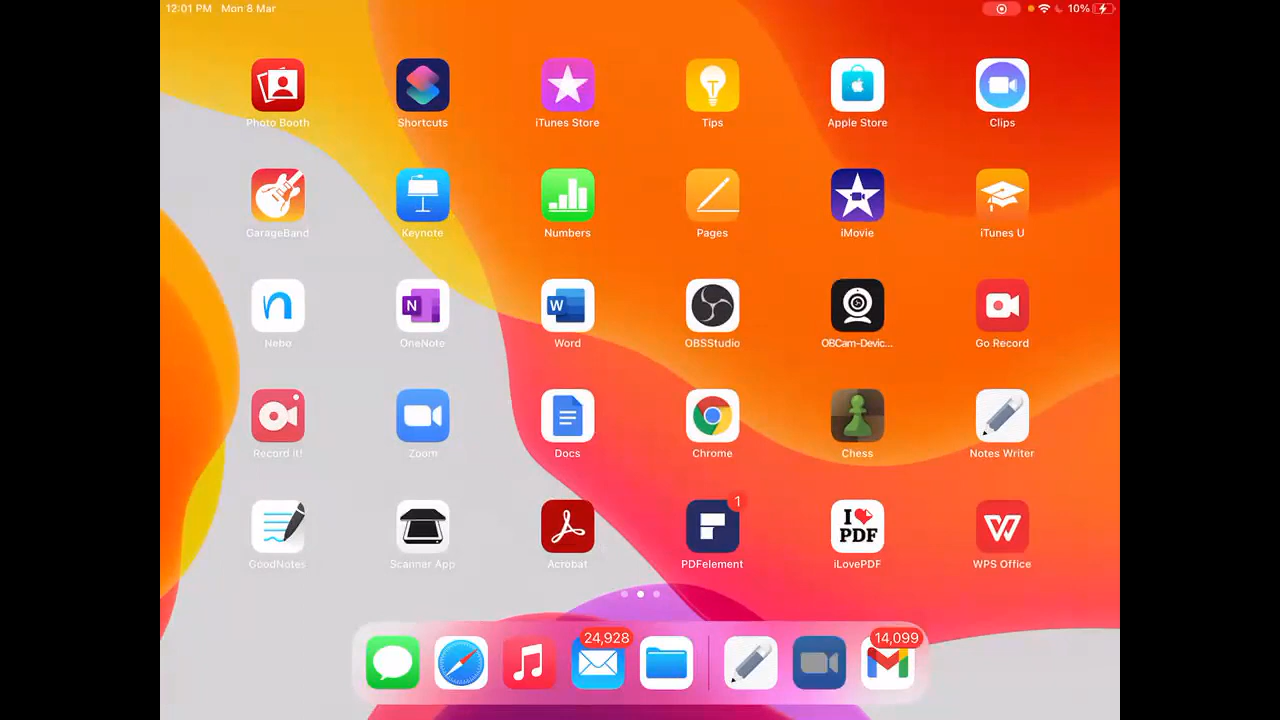 12:01 PM Mon 8 Mar 10%
Photo Booth Shortcuts iTunes Store Tips Apple Store Clips
GarageBand Keynote Numbers Pages iMovie iTunes U
N W
Nebo OneNote Word OBSStudio OBCam-Devic... Go Record
Record it! Zoom Docs Chrome Chess Notes Writer
1
I PDF
GoodNotes Scanner App Acrobat PDFelement iLovePDF WPS Office
24,928 14,099